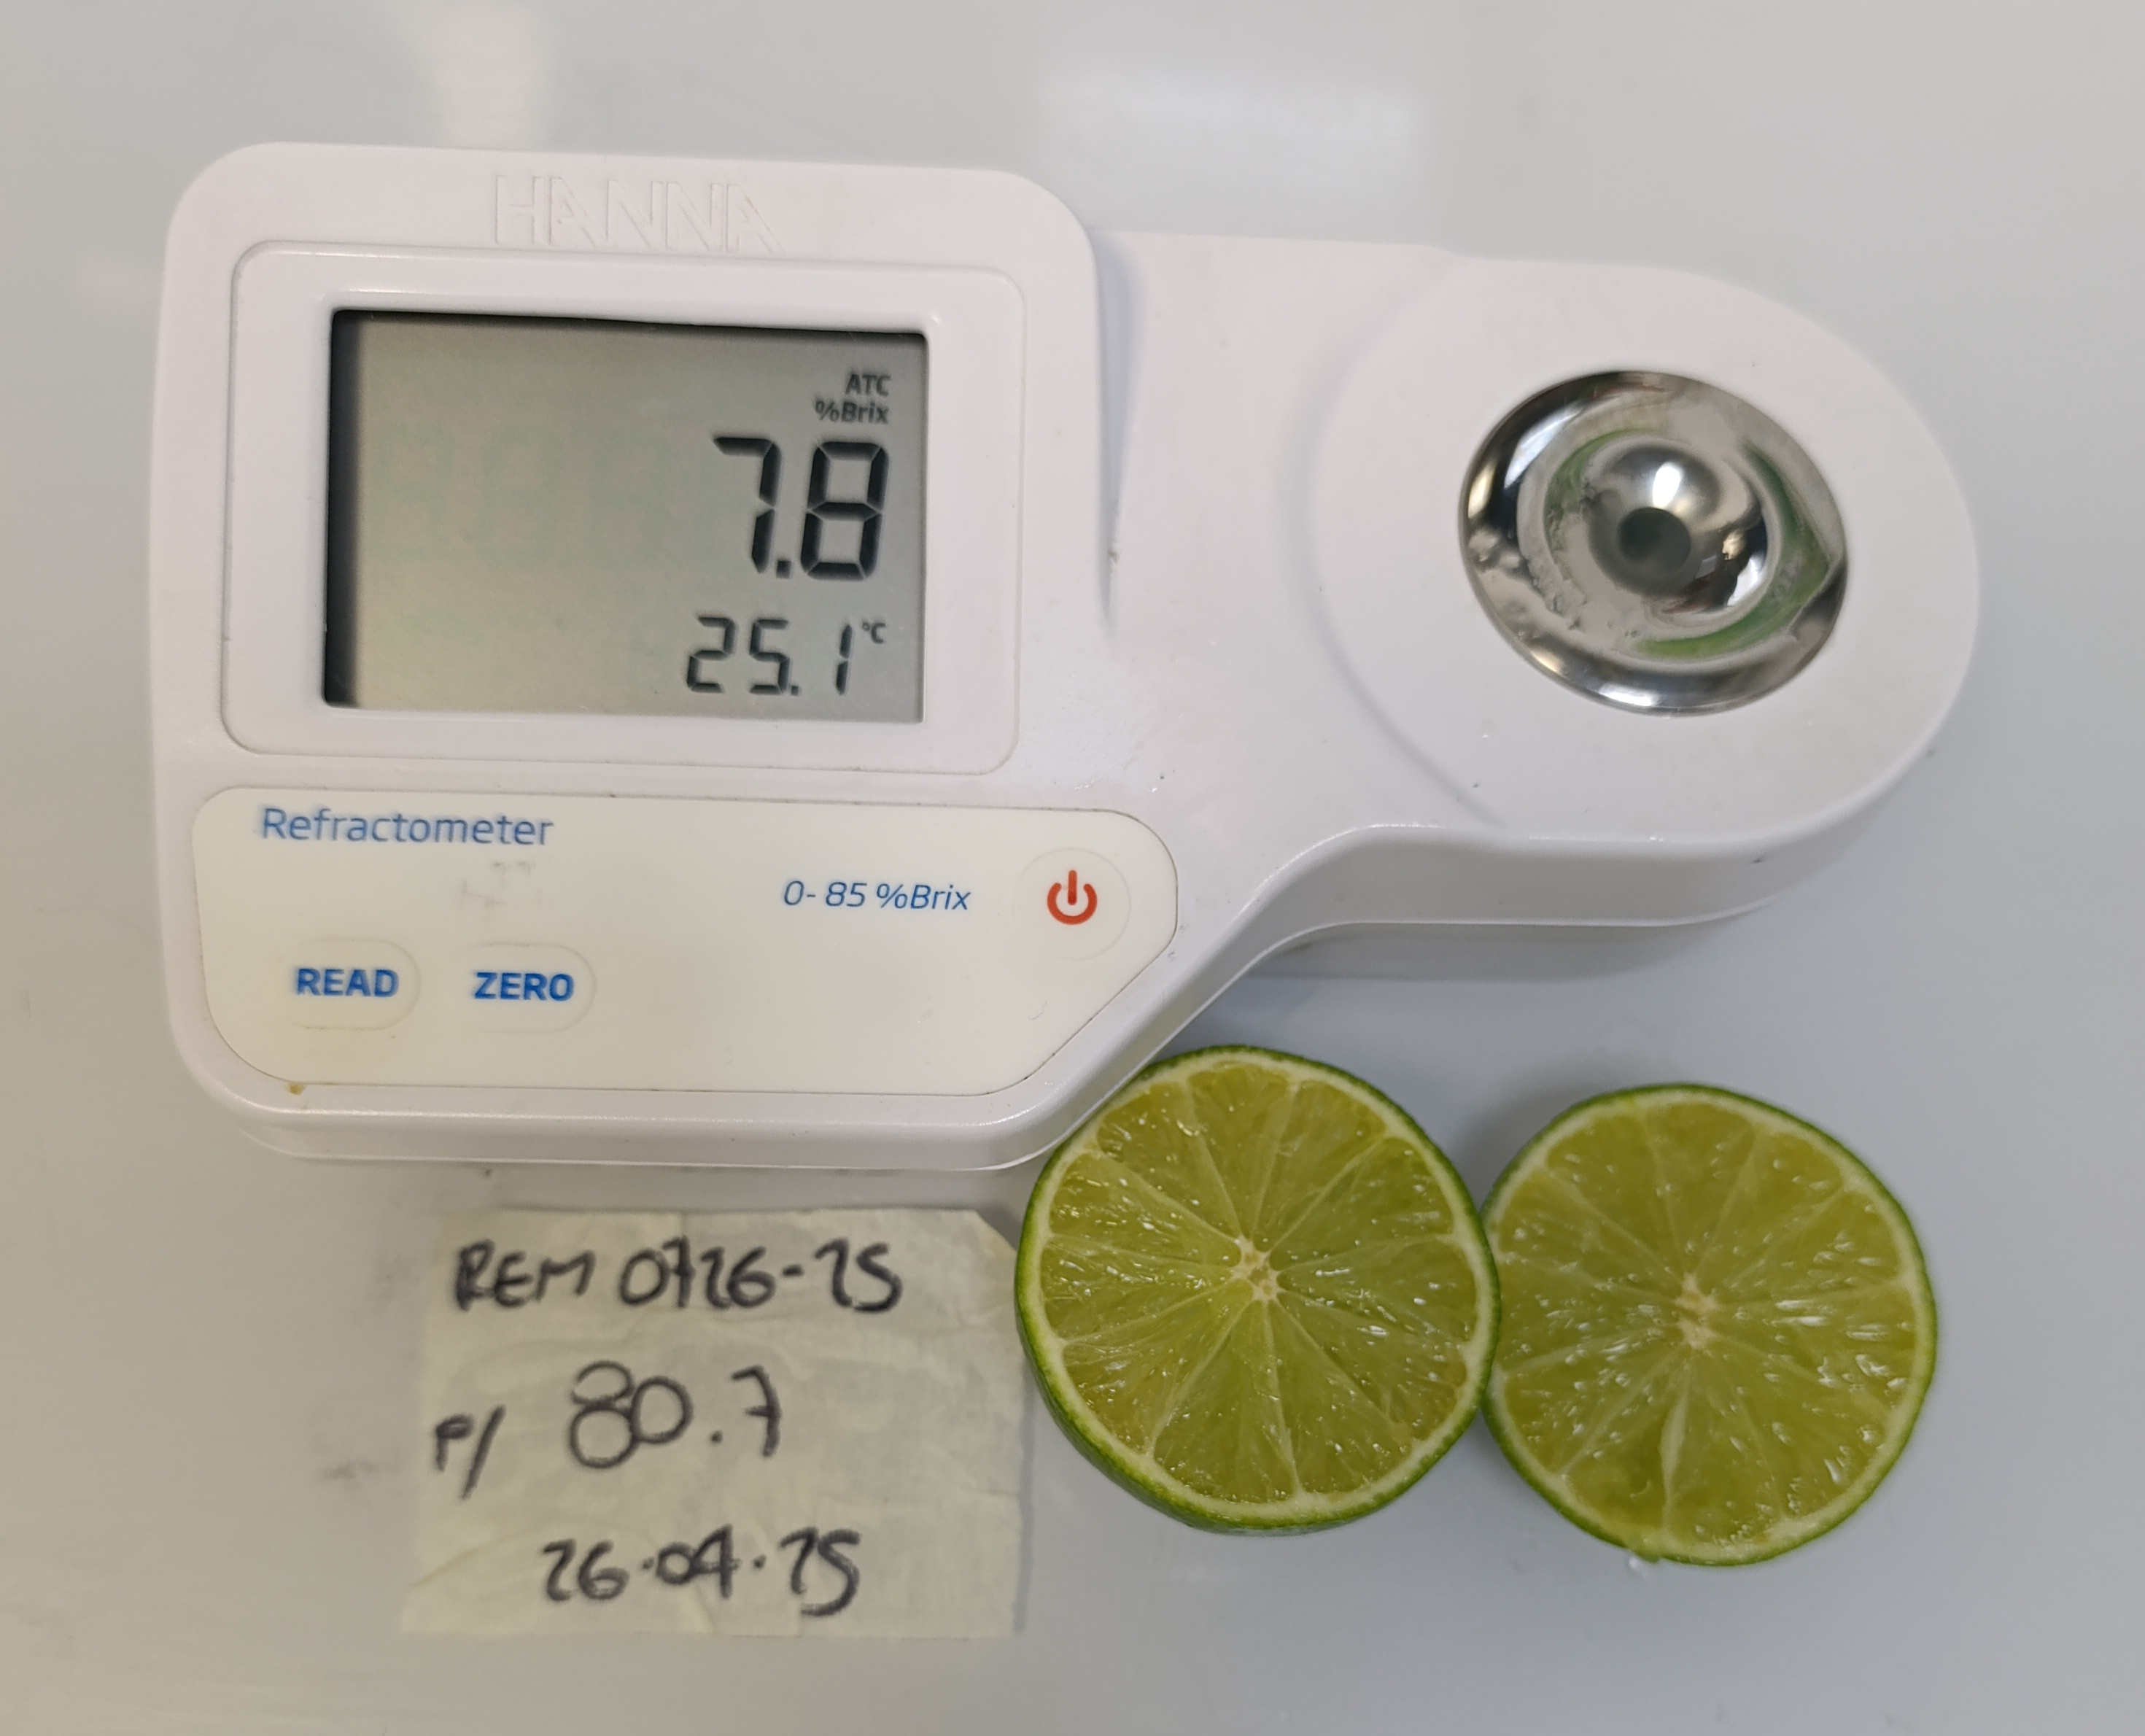 HANNA
ATC
%Brix
7.8
25.1 °C
Refractometer
0-85 %Brix
READ
ZERO
REM 0726-25
P/ 80.7
26.04.25